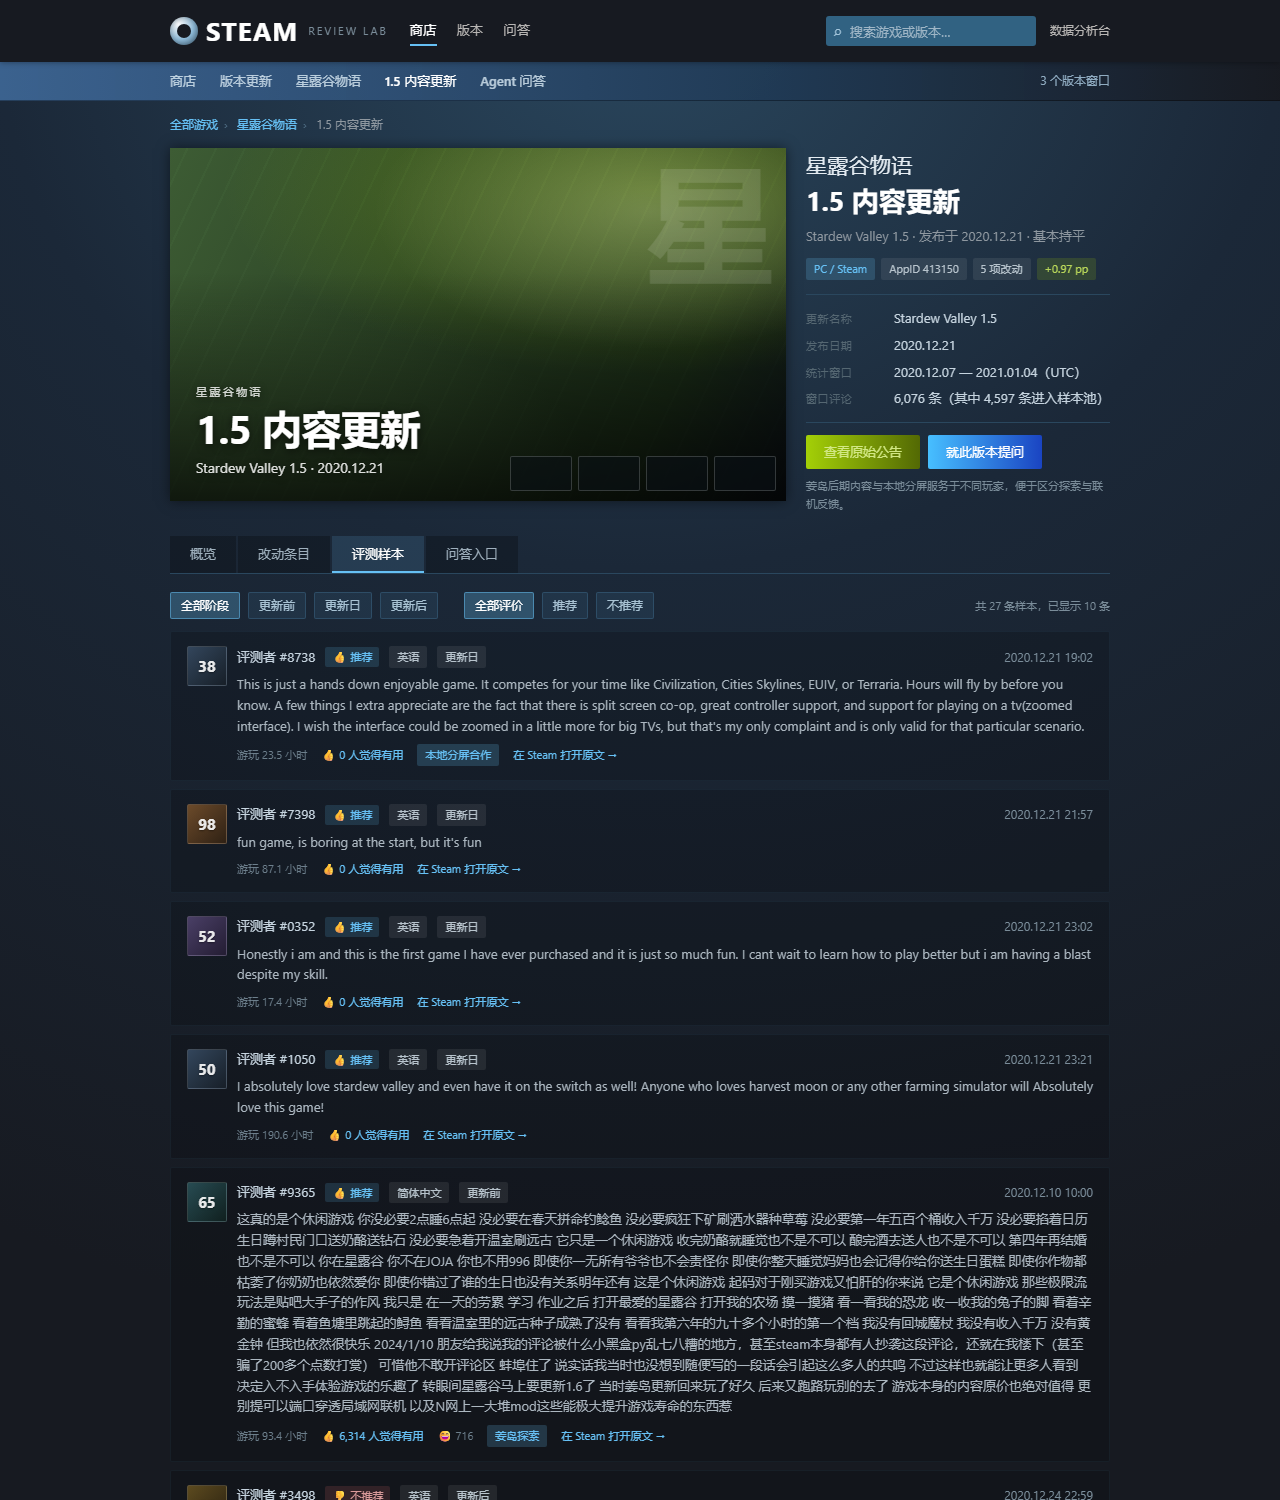 STEAM REVIEW LAB 商店 版本 问答 搜索游戏或版本... 数据分析台
商店 版本更新 星露谷物语 1.5 内容更新 Agent 问答 3 个版本窗口
全部游戏 › 星露谷物语 › 1.5 内容更新
星
星露谷物语
1.5 内容更新
Stardew Valley 1.5 · 2020.12.21
星露谷物语
1.5 内容更新
Stardew Valley 1.5 · 发布于 2020.12.21 · 基本持平
PC / Steam AppID 413150 5 项改动 +0.97 pp
更新名称 Stardew Valley 1.5
发布日期 2020.12.21
统计窗口 2020.12.07 — 2021.01.04（UTC）
窗口评论 6,076 条（其中 4,597 条进入样本池）
查看原始公告 就此版本提问
姜岛后期内容与本地分屏服务于不同玩家，便于区分探索与联
机反馈。
概览 改动条目 评测样本 问答入口
全部阶段 更新前 更新日 更新后 全部评价 推荐 不推荐 共 27 条样本，已显示 10 条
38 评测者 #8738 👍 推荐 英语 更新日 2020.12.21 19:02
This is just a hands down enjoyable game. It competes for your time like Civilization, Cities Skylines, EUIV, or Terraria. Hours will fly by before you
know. A few things I extra appreciate are the fact that there is split screen co-op, great controller support, and support for playing on a tv(zoomed
interface). I wish the interface could be zoomed in a little more for big TVs, but that's my only complaint and is only valid for that particular scenario.
游玩 23.5 小时 👍 0 人觉得有用 本地分屏合作 在 Steam 打开原文 →
98 评测者 #7398 👍 推荐 英语 更新日 2020.12.21 21:57
fun game, is boring at the start, but it's fun
游玩 87.1 小时 👍 0 人觉得有用 在 Steam 打开原文 →
52 评测者 #0352 👍 推荐 英语 更新日 2020.12.21 23:02
Honestly i am and this is the first game I have ever purchased and it is just so much fun. I cant wait to learn how to play better but i am having a blast
despite my skill.
游玩 17.4 小时 👍 0 人觉得有用 在 Steam 打开原文 →
50 评测者 #1050 👍 推荐 英语 更新日 2020.12.21 23:21
I absolutely love stardew valley and even have it on the switch as well! Anyone who loves harvest moon or any other farming simulator will Absolutely
love this game!
游玩 190.6 小时 👍 0 人觉得有用 在 Steam 打开原文 →
65 评测者 #9365 👍 推荐 简体中文 更新前 2020.12.10 10:00
这真的是个休闲游戏 你没必要2点睡6点起 没必要在春天拼命钓鲶鱼 没必要疯狂下矿刷洒水器种草莓 没必要第一年五百个桶收入千万 没必要掐着日历
生日蹲村民门口送奶酪送钻石 没必要急着开温室刷远古 它只是一个休闲游戏 收完奶酪就睡觉也不是不可以 酿完酒去送人也不是不可以 第四年再结婚
也不是不可以 你在星露谷 你不在JOJA 你也不用996 即使你一无所有爷爷也不会责怪你 即使你整天睡觉妈妈也会记得你给你送生日蛋糕 即使你作物都
枯萎了你奶奶也依然爱你 即使你错过了谁的生日也没有关系明年还有 这是个休闲游戏 起码对于刚买游戏又怕肝的你来说 它是个休闲游戏 那些极限流
玩法是贴吧大手子的作风 我只是 在一天的劳累 学习 作业之后 打开最爱的星露谷 打开我的农场 摸一摸猪 看一看我的恐龙 收一收我的兔子的脚 看着辛
勤的蜜蜂 看着鱼塘里跳起的鲟鱼 看看温室里的远古种子成熟了没有 看看我第六年的九十多个小时的第一个档 我没有回城魔杖 我没有收入千万 没有黄
金钟 但我也依然很快乐 2024/1/10 朋友给我说我的评论被什么小黑盒py乱七八糟的地方，甚至steam本身都有人抄袭这段评论，还就在我楼下（甚至
骗了200多个点数打赏） 可惜他不敢开评论区 蚌埠住了 说实话我当时也没想到随便写的一段话会引起这么多人的共鸣 不过这样也就能让更多人看到
决定入不入手体验游戏的乐趣了 转眼间星露谷马上要更新1.6了 当时姜岛更新回来玩了好久 后来又跑路玩别的去了 游戏本身的内容原价也绝对值得 更
别提可以端口穿透局域网联机 以及N网上一大堆mod这些能极大提升游戏寿命的东西惹
游玩 93.4 小时 👍 6,314 人觉得有用 😄 716 姜岛探索 在 Steam 打开原文 →
评测者 #3498 👎 不推荐 英语 更新后 2020.12.24 22:59